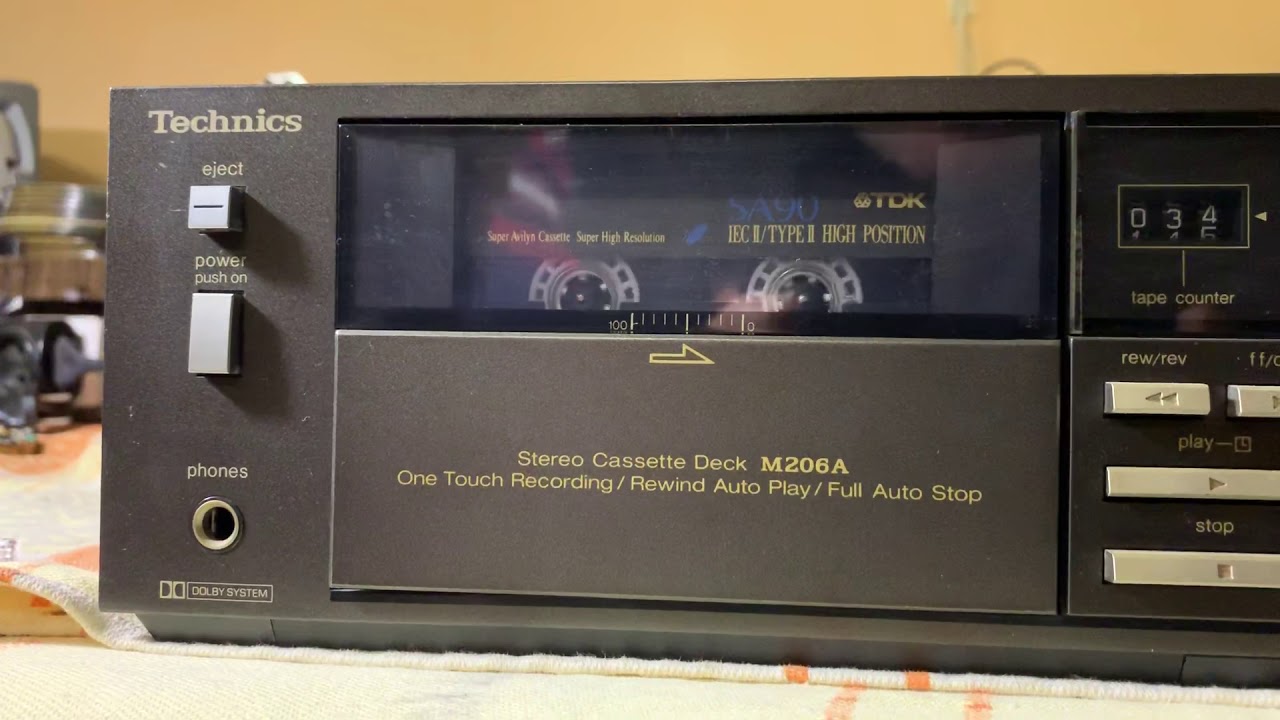 Technics
eject
power
push on
phones
DOLBY SYSTEM
SA90
TDK
Super Avilyn Cassette Super High Resolution
IEC II/TYPE II HIGH POSITION
100
0
Stereo Cassette Deck M206A
One Touch Recording/Rewind Auto Play/Full Auto Stop
0 3 4
tape counter
rew/rev
ff/
play
stop